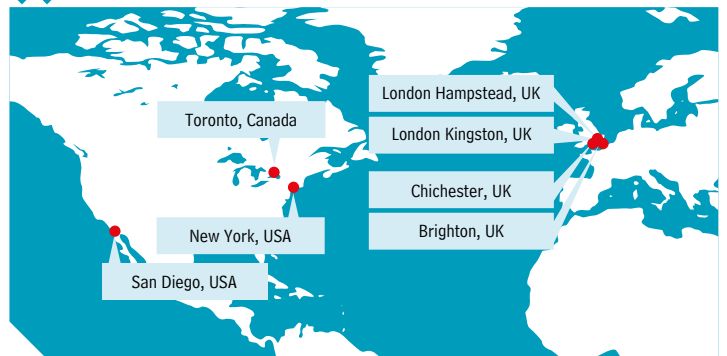 London Hampstead, UK
Toronto, Canada
London Kingston, UK
Chichester, UK
New York, USA
Brighton, UK
San Diego, USA